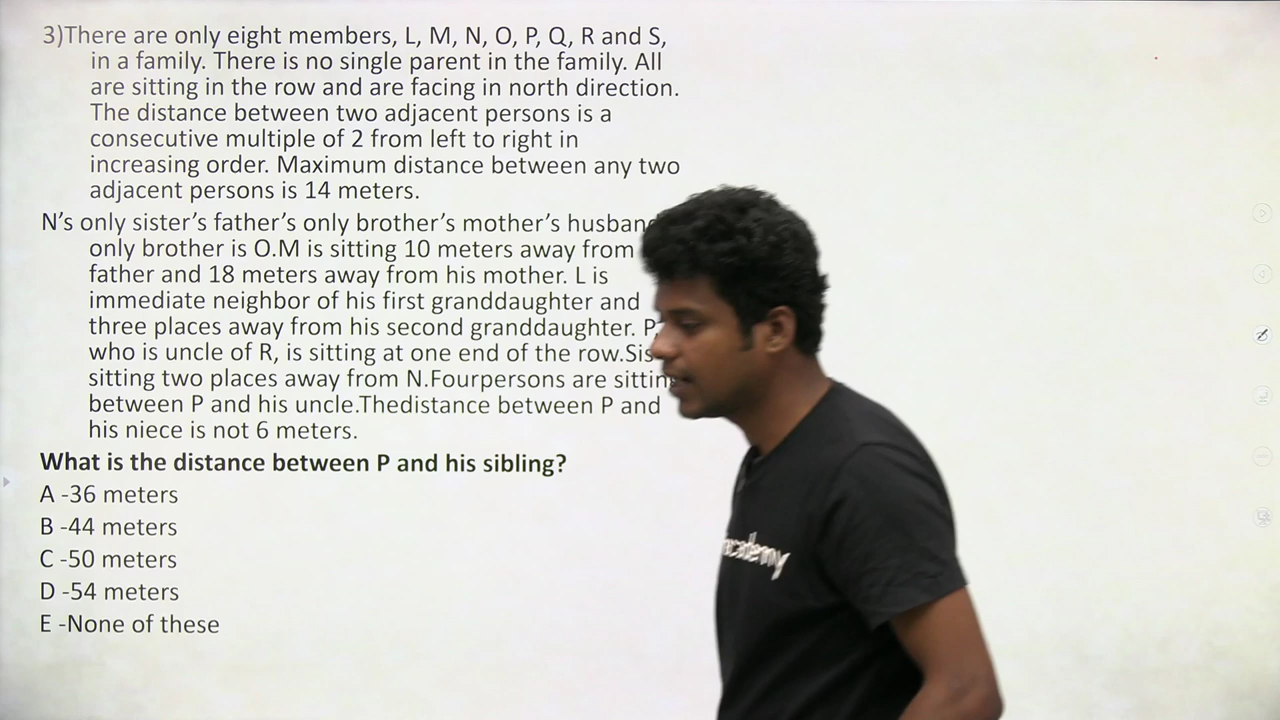 3)There are only eight members, L, M, N, O, P, Q, R and S,
in a family. There is no single parent in the family. All
are sitting in the row and are facing in north direction.
The distance between two adjacent persons is a
consecutive multiple of 2 from left to right in
increasing order. Maximum distance between any two
adjacent persons is 14 meters.
N's only sister's father's only brother's mother's
only brother is O.M is sitting 10 meters away from
father and 18 meters away from his mother. L is
immediate neighbor of his first granddaughter and
three places away from his second granddaughter. P,
who is uncle of R, is sitting at one end of the row.S
sitting two places away from N.Fourpersons are
between P and his uncle.Thedistance between P and
his niece is not 6 meters.
What is the distance between P and his sibling?
A -36 meters
B -44 meters
C -50 meters
D -54 meters
E -None of these